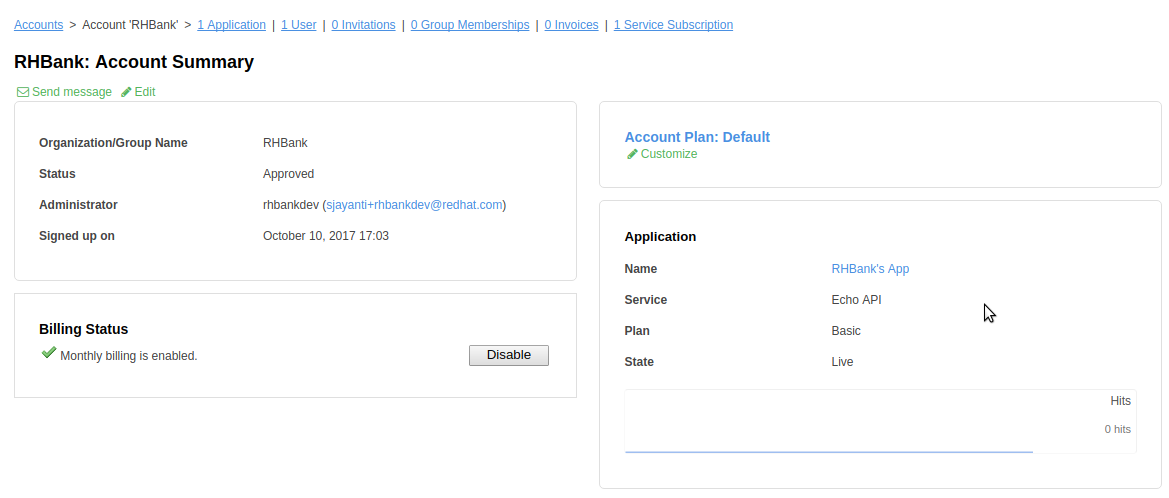 Accounts > Account 'RHBank' > 1 Application | 1 User | 0 Invitations | 0 Group Memberships | 0 Invoices | 1 Service Subscription
RHBank: Account Summary
Send message Edit
Organization/Group Name RHBank
Status Approved
Administrator rhbankdev (sjayanti+rhbankdev@redhat.com)
Signed up on October 10, 2017 17:03
Billing Status
Monthly billing is enabled. Disable
Account Plan: Default
Customize
Application
Name RHBank's App
Service Echo API
Plan Basic
State Live
Hits
0 hits